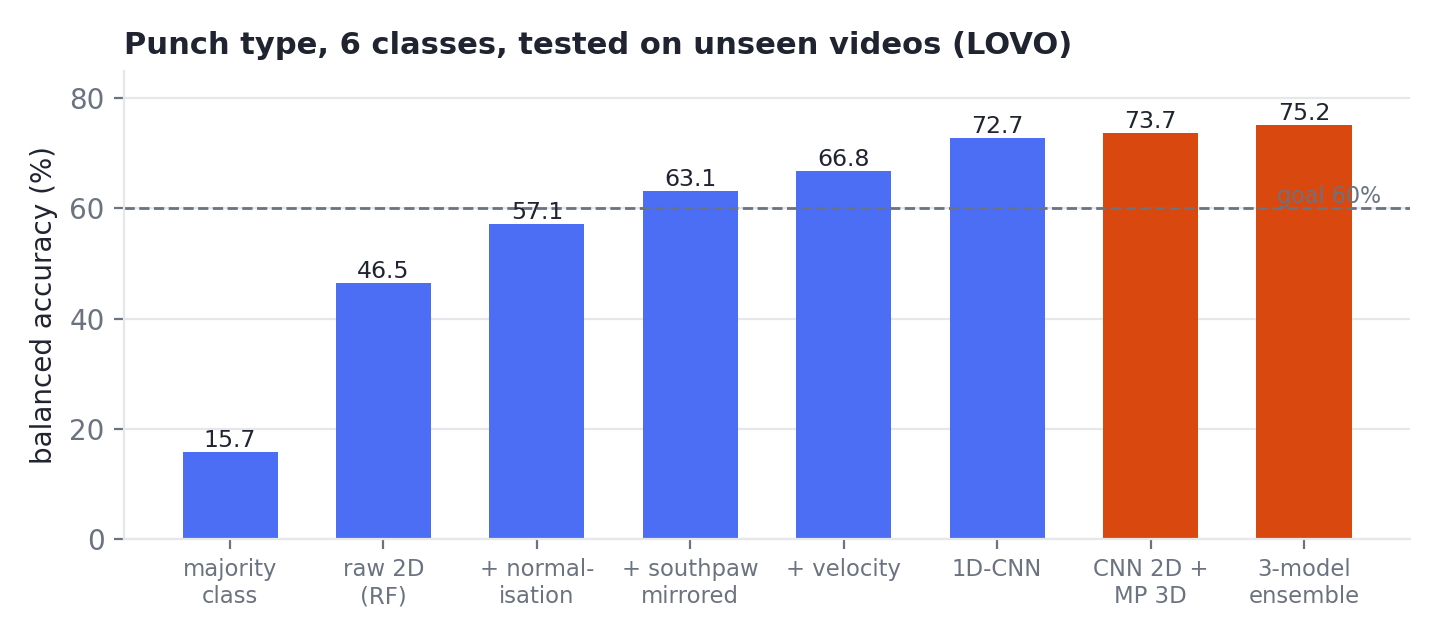 Punch type, 6 classes, tested on unseen videos (LOVO)
balanced accuracy (%)
80
60
40
20
0
15.7
46.5
57.1
63.1
66.8
72.7
73.7
75.2
goal 60%
majority
class
raw 2D
(RF)
+ normal-
isation
+ southpaw
mirrored
+ velocity
1D-CNN
CNN 2D +
MP 3D
3-model
ensemble